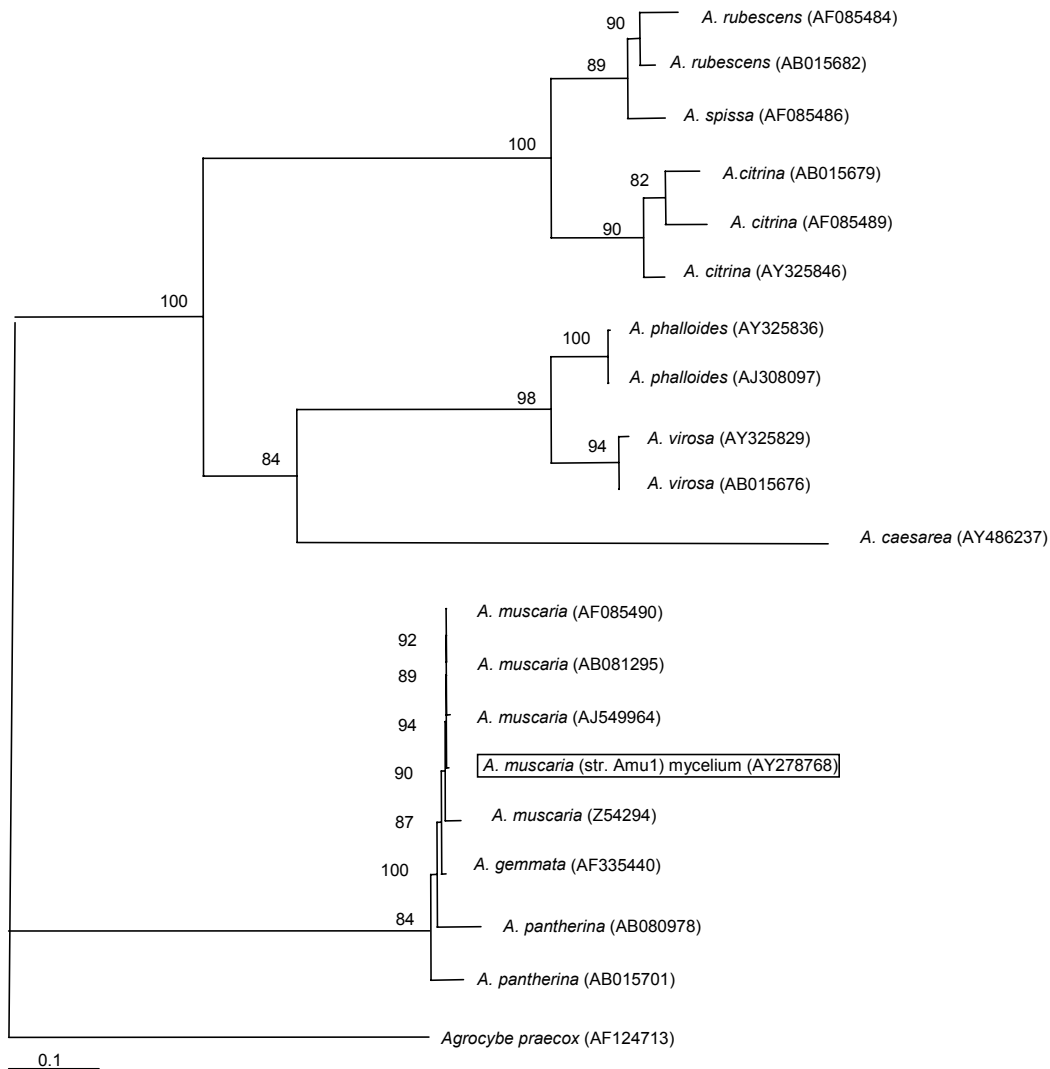 90
A. rubescens (AF085484)
A. rubescens (AB015682)
89
A. spissa (AF085486)
100
A.citrina (AB015679)
82
A. citrina (AF085489)
90
A. citrina (AY325846)
100
A. phalloides (AY325836)
100
A. phalloides (AJ308097)
98
A. virosa (AY325829)
94
A. virosa (AB015676)
84
A. caesarea (AY486237)
A. muscaria (AF085490)
92
A. muscaria (AB081295)
89
A. muscaria (AJ549964)
94
A. muscaria (str. Amu1) mycelium (AY278768)
90
A. muscaria (Z54294)
87
A. gemmata (AF335440)
100
A. pantherina (AB080978)
84
A. pantherina (AB015701)
Agrocybe praecox (AF124713)
0.1